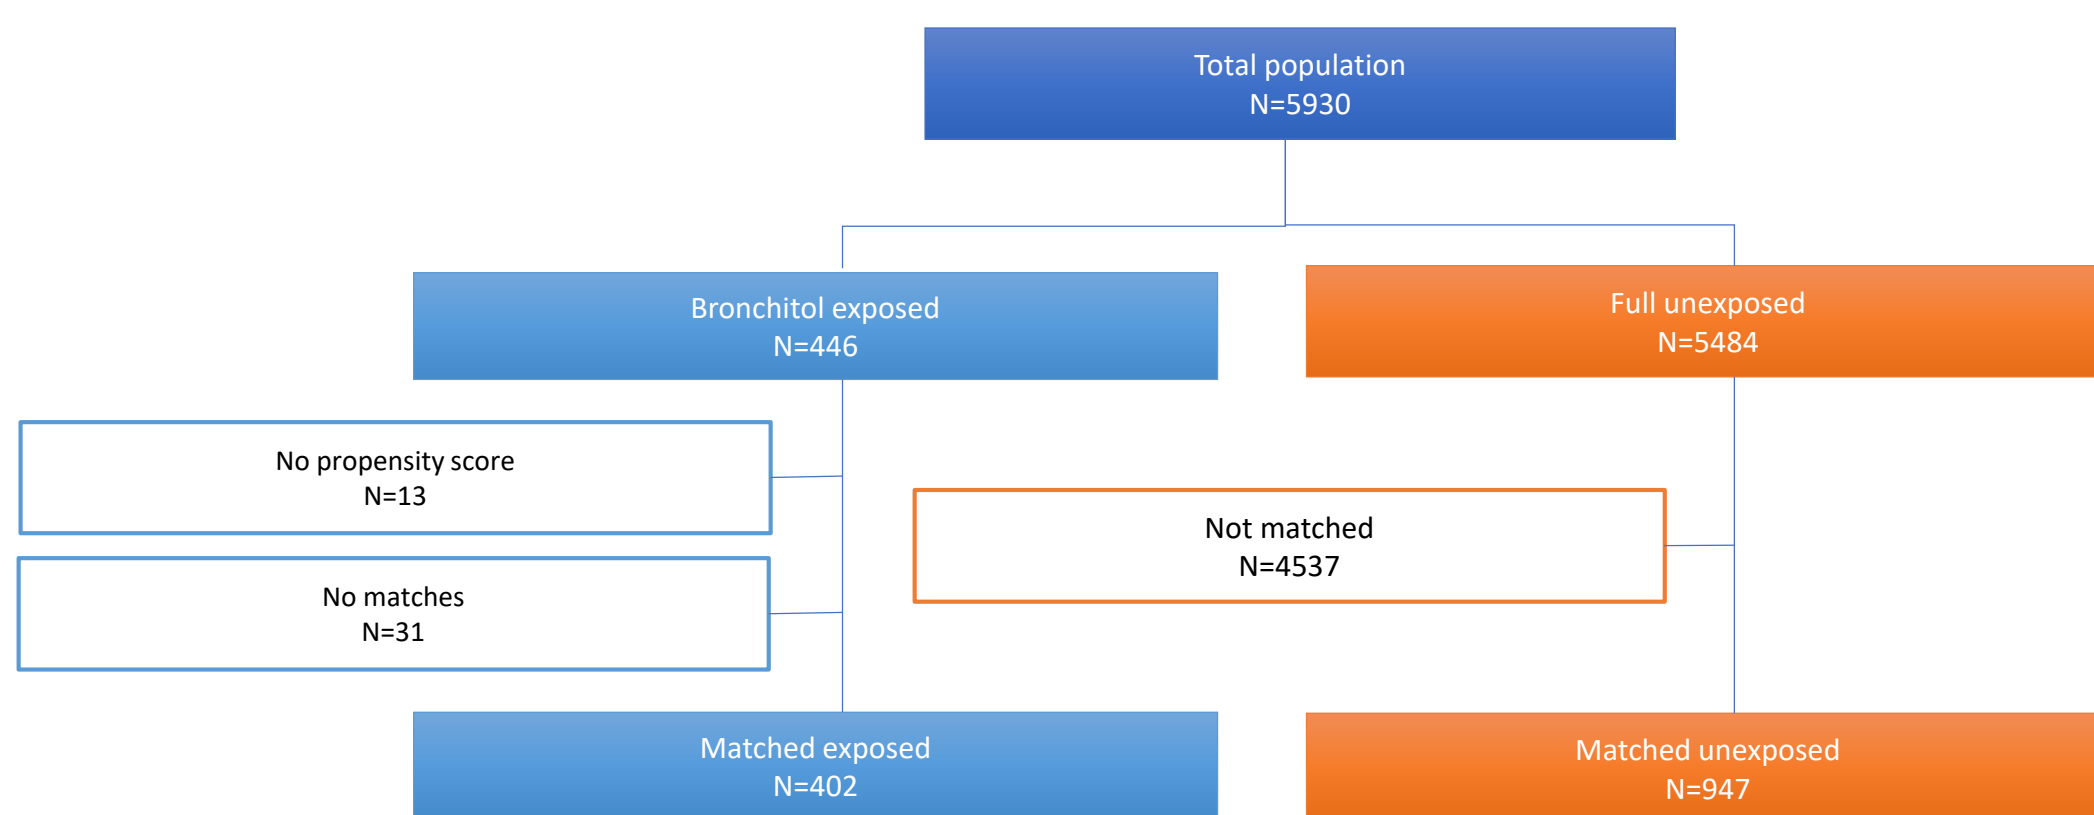 Total population
N=5930
Bronchitol exposed
N=446
Full unexposed
N=5484
No propensity score
N=13
Not matched
N=4537
No matches
N=31
Matched exposed
N=402
Matched unexposed
N=947